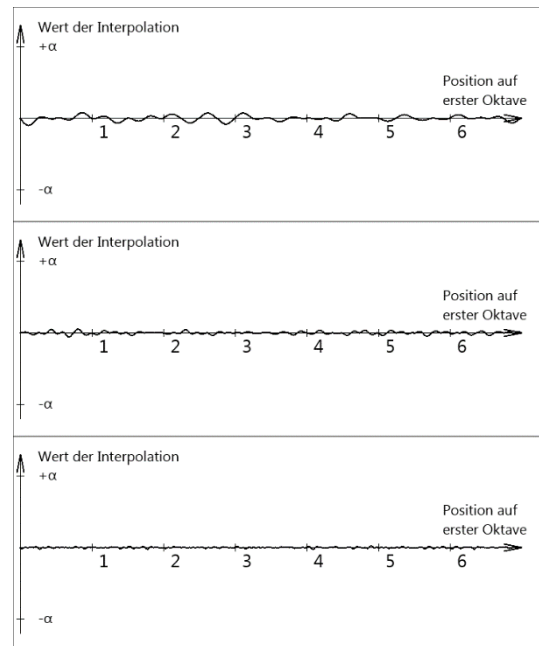 Wert der Interpolation
+α
Position auf
erster Oktave
1 2 3 4 5 6
-α
Wert der Interpolation
+α
Position auf
erster Oktave
1 2 3 4 5 6
-α
Wert der Interpolation
+α
Position auf
erster Oktave
1 2 3 4 5 6
-α